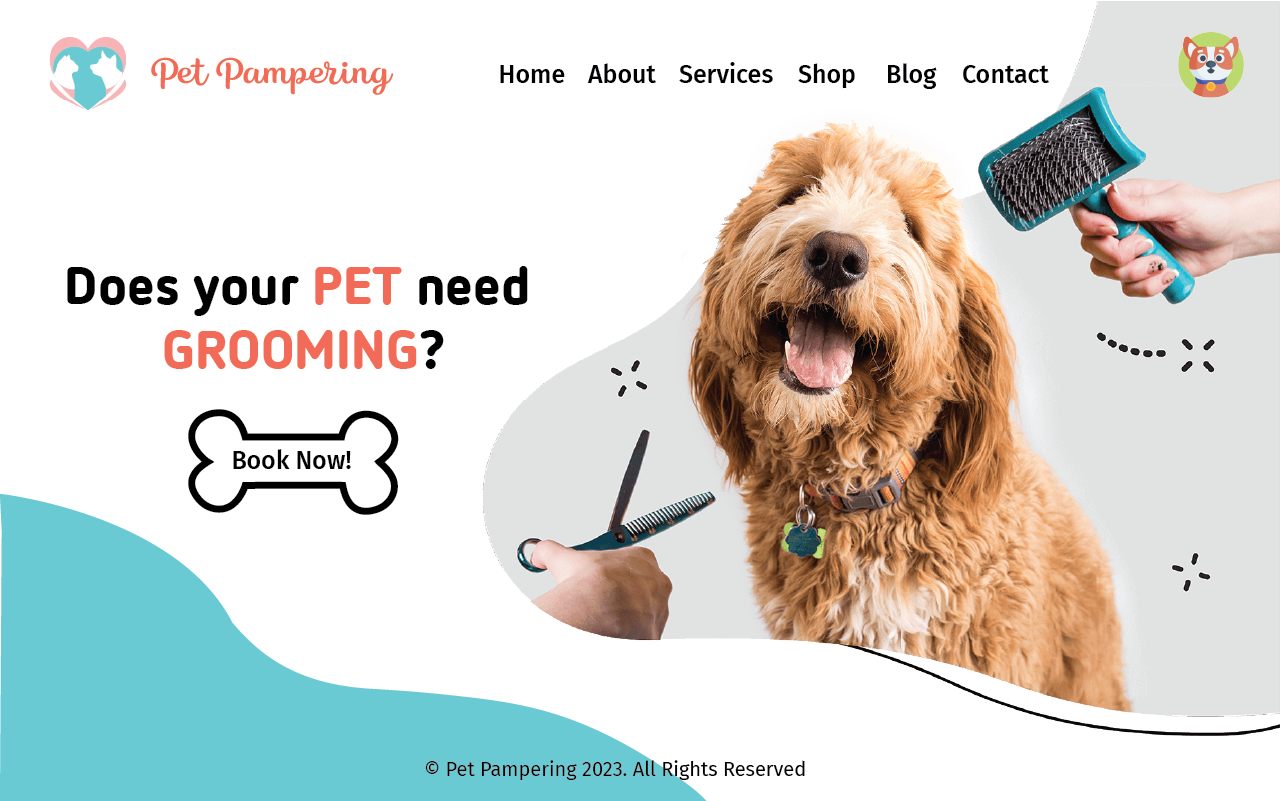 Pet Pampering
Home About Services Shop Blog Contact
Does your PET need
GROOMING?
Book Now!
© Pet Pampering 2023. All Rights Reserved